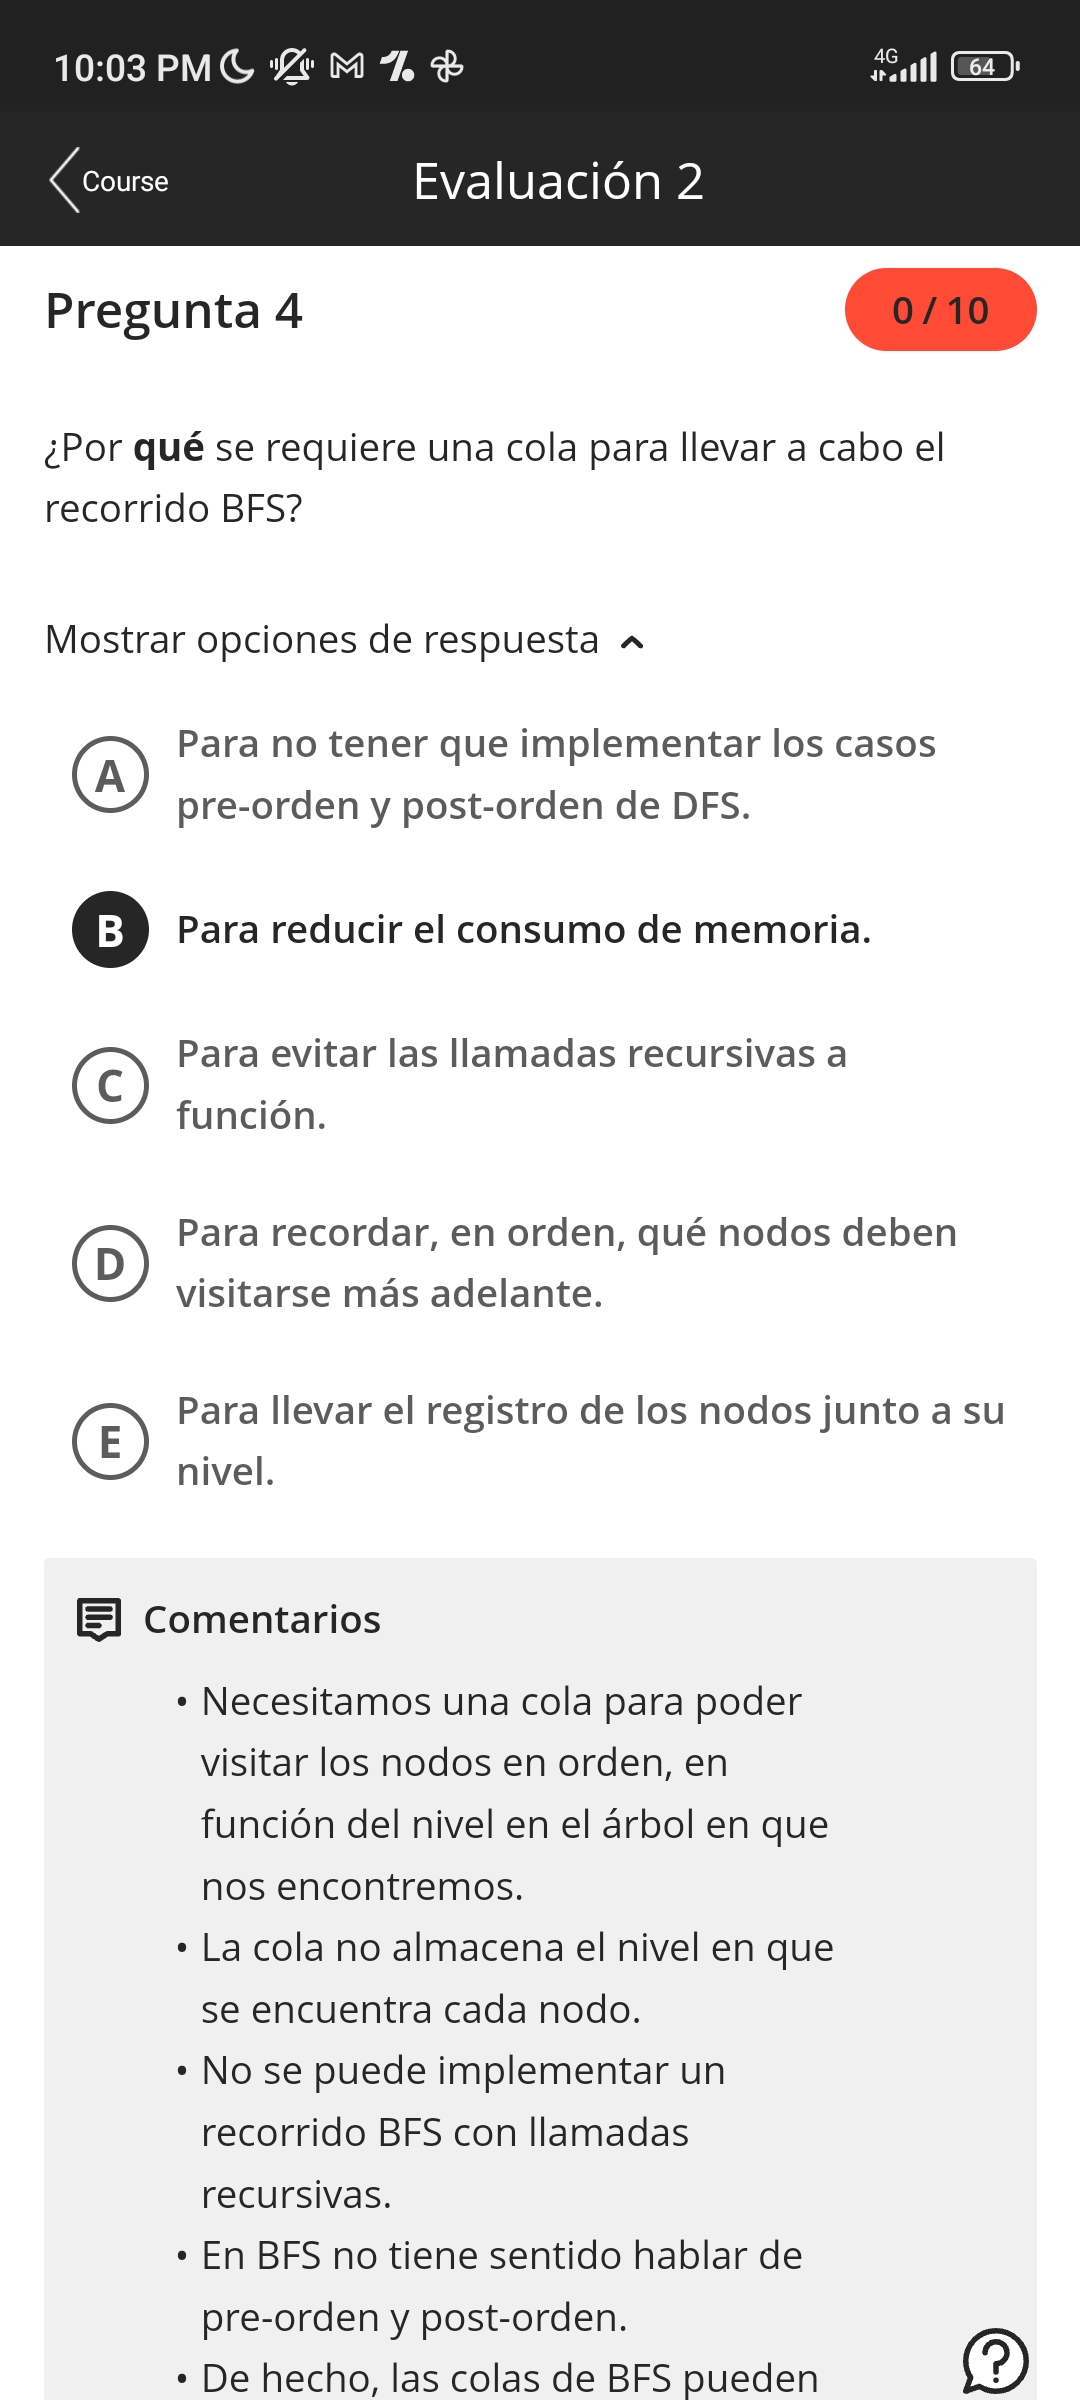 10:03 PM
4G
64
Course
Evaluación 2
Pregunta 4
0 / 10
¿Por qué se requiere una cola para llevar a cabo el
recorrido BFS?
Mostrar opciones de respuesta
A
Para no tener que implementar los casos
pre-orden y post-orden de DFS.
B
Para reducir el consumo de memoria.
C
Para evitar las llamadas recursivas a
función.
D
Para recordar, en orden, qué nodos deben
visitarse más adelante.
E
Para llevar el registro de los nodos junto a su
nivel.
Comentarios
• Necesitamos una cola para poder
visitar los nodos en orden, en
función del nivel en el árbol en que
nos encontremos.
• La cola no almacena el nivel en que
se encuentra cada nodo.
• No se puede implementar un
recorrido BFS con llamadas
recursivas.
• En BFS no tiene sentido hablar de
pre-orden y post-orden.
• De hecho, las colas de BFS pueden